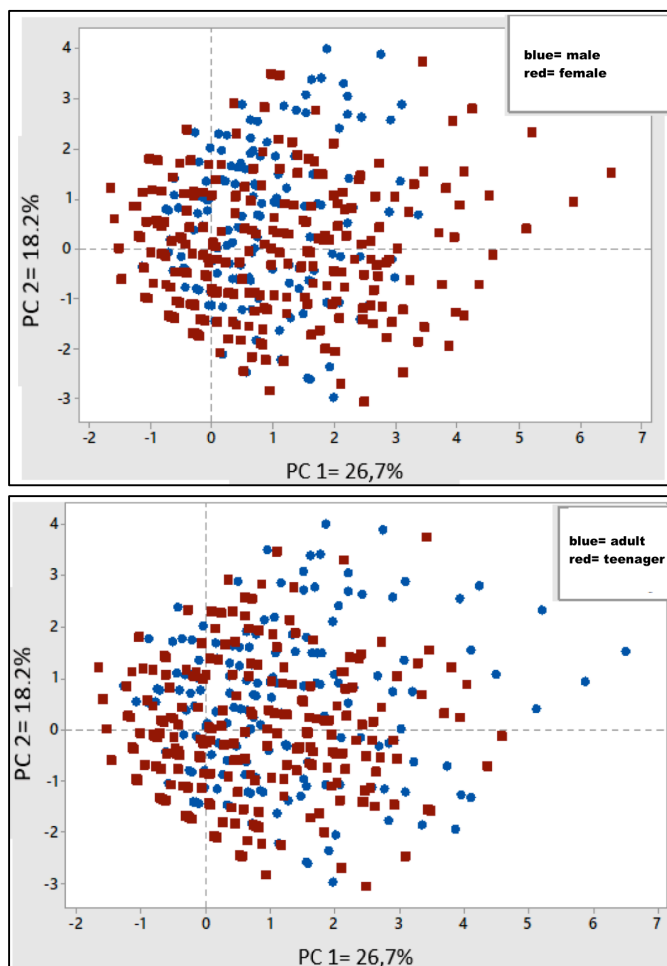 4
3
2
1
0
-1
-2
-3
PC 2= 18.2%
blue= male
red= female
-2 -1 0 1 2 3 4 5 6 7
PC 1= 26,7%
4
3
2
1
0
-1
-2
-3
PC 2= 18.2%
blue= adult
red= teenager
-2 -1 0 1 2 3 4 5 6 7
PC 1= 26,7%